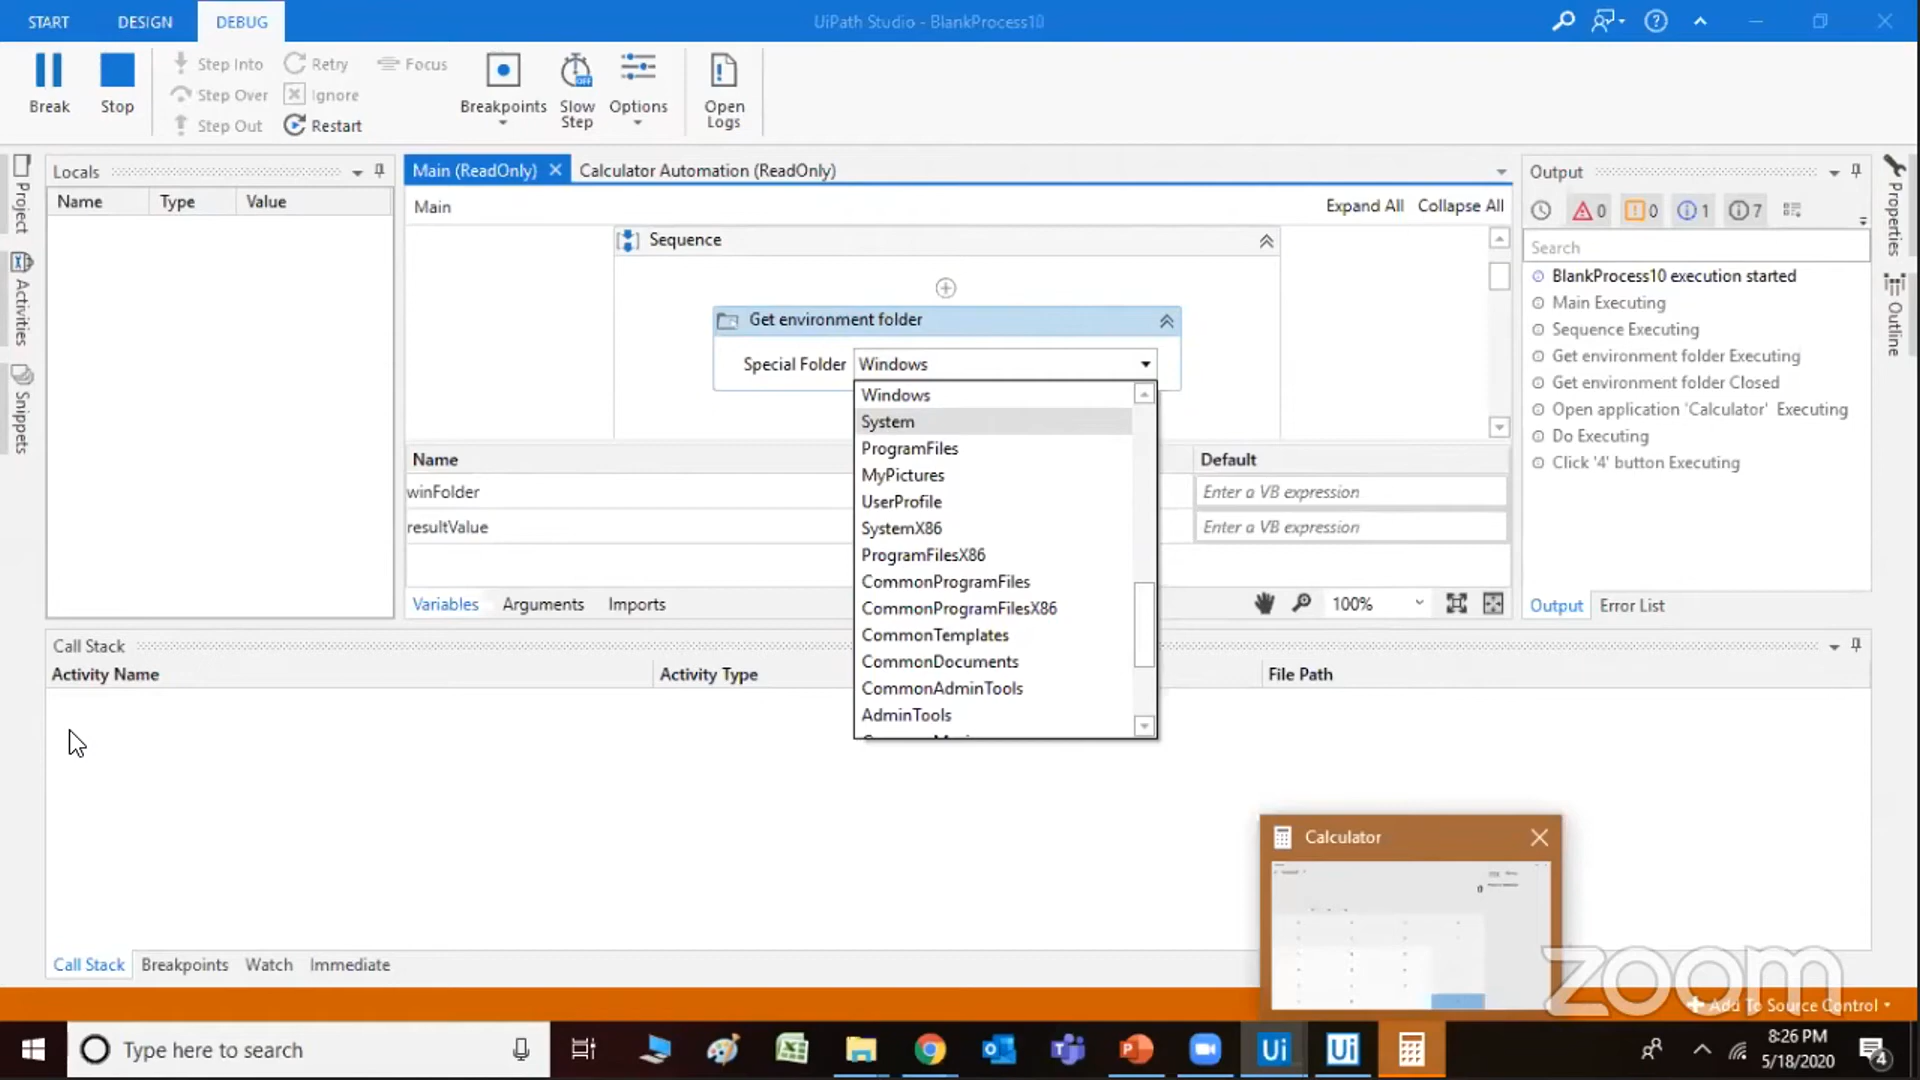 START DESIGN DEBUG UiPath Studio - BlankProcess10
Break Stop Step Into Step Over Step Out Retry Ignore Restart Focus Breakpoints Slow Step OFF Options Open Logs
Project
Activities
Snippets
Locals
Name Type Value
Main (ReadOnly) Calculator Automation (ReadOnly)
Main Expand All Collapse All
Sequence
Get environment folder
Special Folder Windows
Windows
System
ProgramFiles
MyPictures
UserProfile
SystemX86
ProgramFilesX86
CommonProgramFiles
CommonProgramFilesX86
CommonTemplates
CommonDocuments
CommonAdminTools
AdminTools
Name Default
winFolder Enter a VB expression
resultValue Enter a VB expression
Variables Arguments Imports 100%
Output
0 0 1 7
Search
BlankProcess10 execution started
Main Executing
Sequence Executing
Get environment folder Executing
Get environment folder Closed
Open application 'Calculator' Executing
Do Executing
Click '4' button Executing
Output Error List
Properties
Outline
Call Stack
Activity Name Activity Type File Path
Call Stack Breakpoints Watch Immediate
Calculator
zoom
Add To Source Control
Type here to search
Ui Ui
8:26 PM
5/18/2020
4